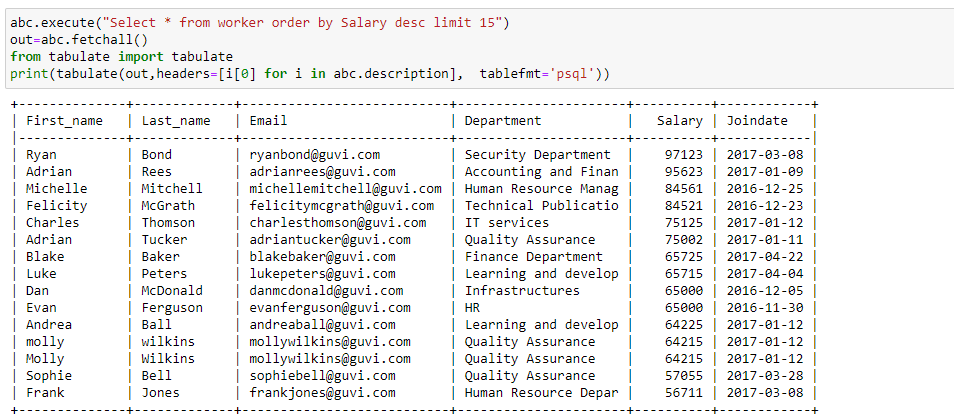 abc.execute("Select * from worker order by Salary desc limit 15")
out=abc.fetchall()
from tabulate import tabulate
print(tabulate(out,headers=[i[0] for i in abc.description],  tablefmt='psql'))
+--------------+-------------+---------------------------+----------------------+----------+------------+
| First_name   | Last_name   | Email                     | Department           |   Salary | Joindate   |
|--------------+-------------+---------------------------+----------------------+----------+------------|
| Ryan         | Bond        | ryanbond@guvi.com         | Security Department  |    97123 | 2017-03-08 |
| Adrian       | Rees        | adrianrees@guvi.com       | Accounting and Finan |    95623 | 2017-01-09 |
| Michelle     | Mitchell    | michellemitchell@guvi.com | Human Resource Manag |    84561 | 2016-12-25 |
| Felicity     | McGrath     | felicitymcgrath@guvi.com  | Technical Publicatio |    84521 | 2016-12-23 |
| Charles      | Thomson     | charlesthomson@guvi.com   | IT services          |    75125 | 2017-01-12 |
| Adrian       | Tucker      | adriantucker@guvi.com     | Quality Assurance    |    75002 | 2017-01-11 |
| Blake        | Baker       | blakebaker@guvi.com       | Finance Department   |    65725 | 2017-04-22 |
| Luke         | Peters      | lukepeters@guvi.com       | Learning and develop |    65715 | 2017-04-04 |
| Dan          | McDonald    | danmcdonald@guvi.com      | Infrastructures      |    65000 | 2016-12-05 |
| Evan         | Ferguson    | evanferguson@guvi.com     | HR                   |    65000 | 2016-11-30 |
| Andrea       | Ball        | andreaball@guvi.com       | Learning and develop |    64225 | 2017-01-12 |
| molly        | wilkins     | mollywilkins@guvi.com     | Quality Assurance    |    64215 | 2017-01-12 |
| Molly        | Wilkins     | mollywilkins@guvi.com     | Quality Assurance    |    64215 | 2017-01-12 |
| Sophie       | Bell        | sophiebell@guvi.com       | Quality Assurance    |    57055 | 2017-03-28 |
| Frank        | Jones       | frankjones@guvi.com       | Human Resource Depar |    56711 | 2017-03-08 |
+--------------+-------------+---------------------------+----------------------+----------+------------+